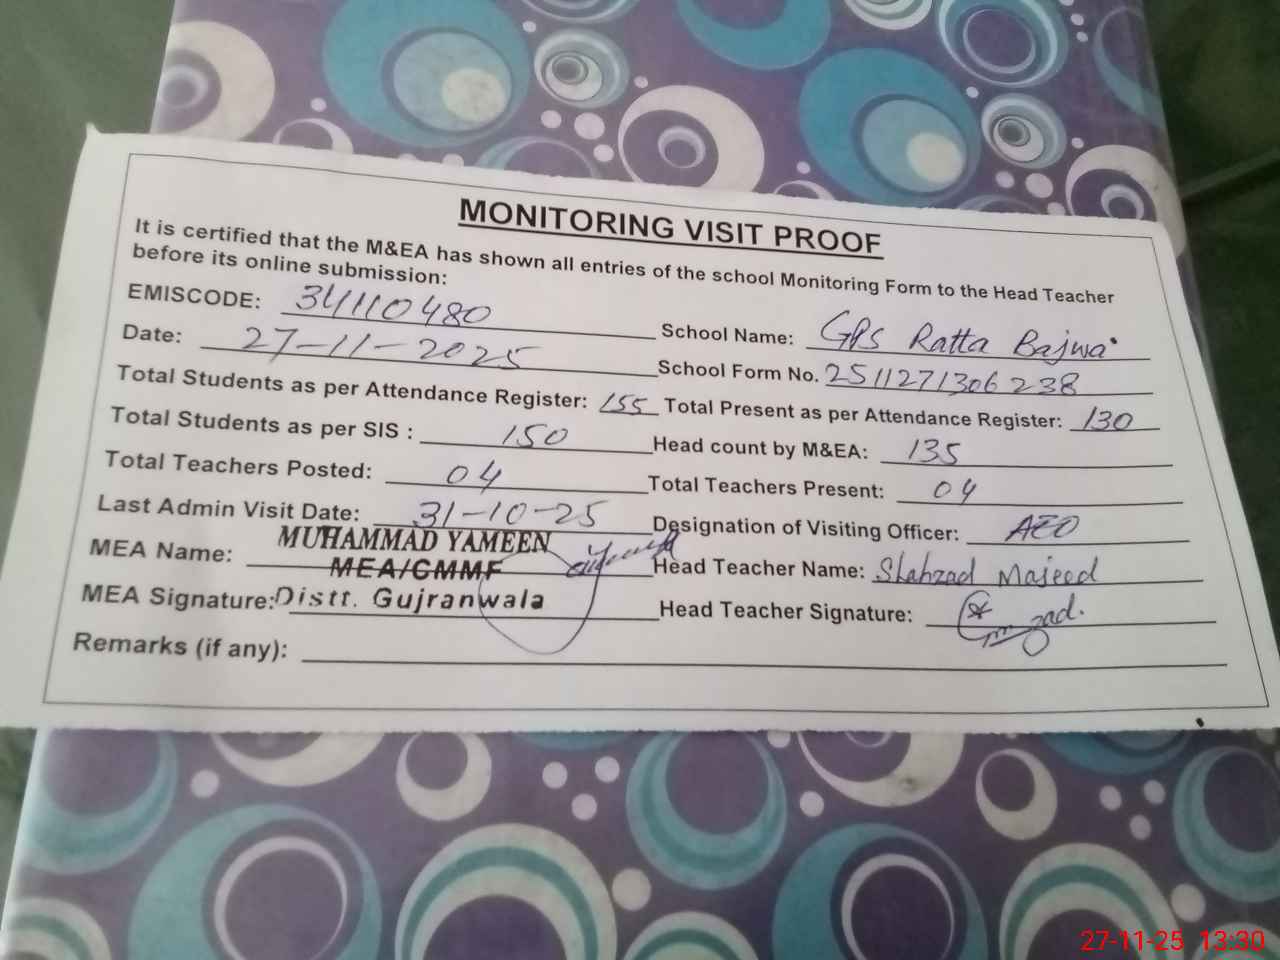 MONITORING VISIT PROOF
It is certified that the M&EA has shown all entries of the school Monitoring Form to the Head Teacher
before its online submission:
EMISCODE: 34110480 School Name: GPS Ratta Bajwa
Date: 27-11-2025 School Form No. 2511271306238
Total Students as per Attendance Register: 155 Total Present as per Attendance Register: 130
Total Students as per SIS : 150 Head count by M&EA: 135
Total Teachers Posted: 04 Total Teachers Present: 04
Last Admin Visit Date: 31-10-25 Designation of Visiting Officer: AEO
MEA Name: MUHAMMAD YAMEEN Head Teacher Name: Shahzad Majeed
MEA/CMMF
MEA Signature: Distt. Gujranwala Head Teacher Signature:
Remarks (if any):
27-11-25 13:30